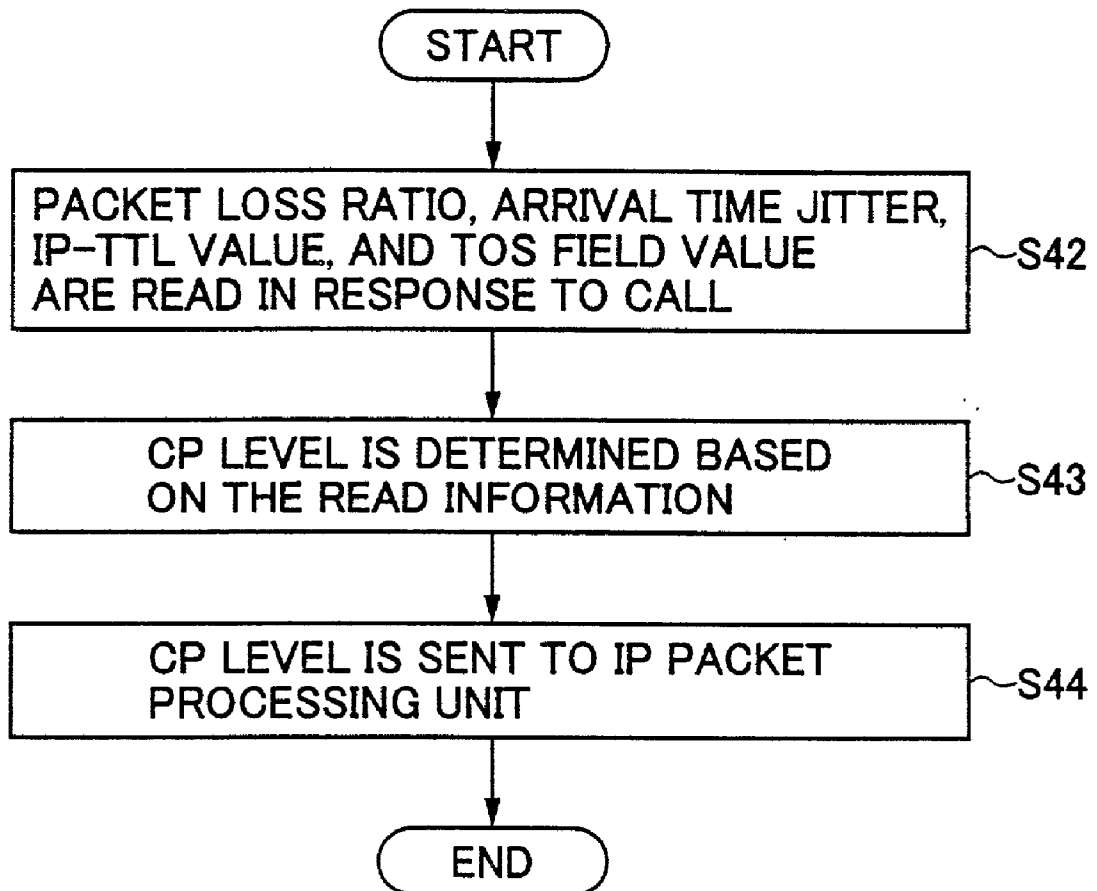 START
PACKET LOSS RATIO, ARRIVAL TIME JITTER,
IP-TTL VALUE, AND TOS FIELD VALUE
ARE READ IN RESPONSE TO CALL
S42
CP LEVEL IS DETERMINED BASED
ON THE READ INFORMATION
S43
CP LEVEL IS SENT TO IP PACKET
PROCESSING UNIT
S44
END